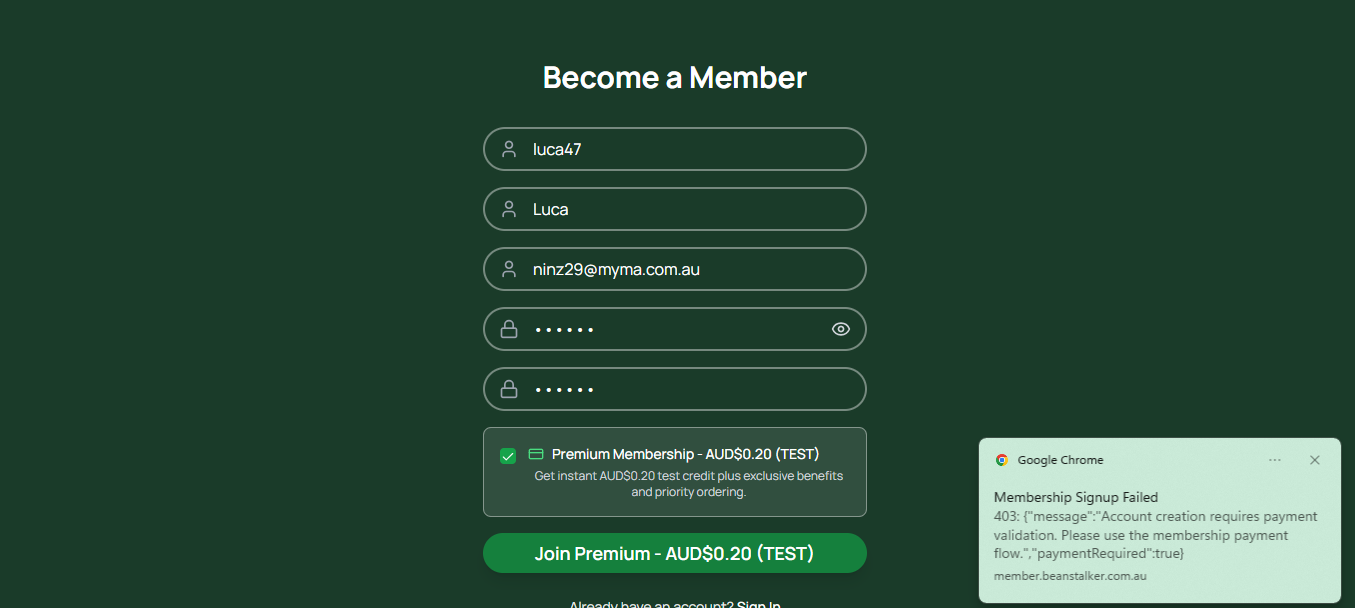 Become a Member
luca47
Luca
ninz29@myma.com.au
••••••
••••••
Premium Membership - AUD$0.20 (TEST)
Get instant AUD$0.20 test credit plus exclusive benefits
and priority ordering.
Join Premium - AUD$0.20 (TEST)
Already have an account? Sign In
Google Chrome
Membership Signup Failed
403: {"message":"Account creation requires payment
validation. Please use the membership payment
flow.","paymentRequired":true}
member.beanstalker.com.au